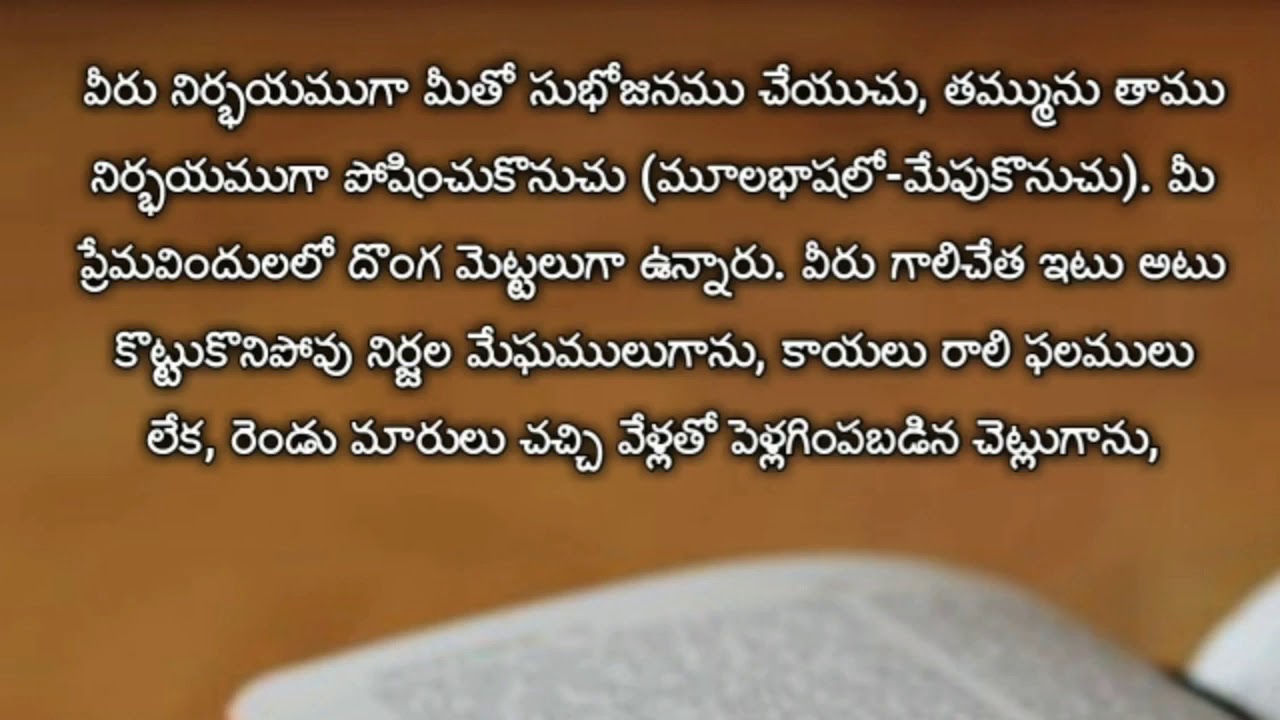 వీరు నిర్భయముగా మీతో సుభోజనము చేయుచు, తమ్మును తాము
నిర్భయముగా పోషించుకొనుచు (మూలభాషలో-మేపుకొనుచు). మీ
ప్రేమవిందులలో దొంగ మెట్టలుగా ఉన్నారు. వీరు గాలిచేత ఇటు అటు
కొట్టుకొనిపోవు నిర్జల మేఘములుగాను, కాయలు రాలి ఫలములు
లేక, రెండు మారులు చచ్చి వేళ్లతో పెళ్లగింపబడిన చెట్లుగాను,